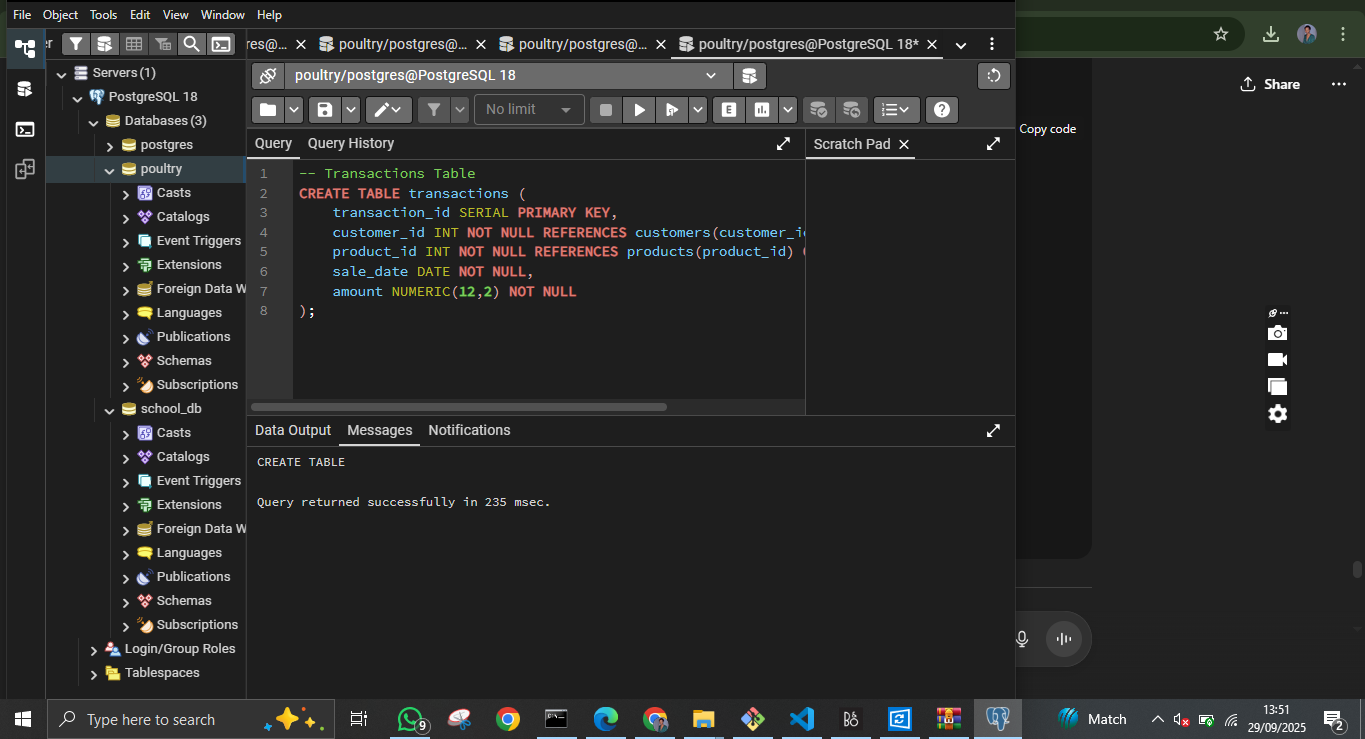 File Object Tools Edit View Window Help
poultry/postgres@...
poultry/postgres@...
poultry/postgres@PostgreSQL 18*
poultry/postgres@PostgreSQL 18
No limit
E
Servers (1)
PostgreSQL 18
Databases (3)
postgres
poultry
Casts
Catalogs
Event Triggers
Extensions
Foreign Data W
Languages
Publications
Schemas
Subscriptions
school_db
Casts
Catalogs
Event Triggers
Extensions
Foreign Data W
Languages
Publications
Schemas
Subscriptions
Login/Group Roles
Tablespaces
Query Query History
Scratch Pad
1 -- Transactions Table
2 CREATE TABLE transactions (
3 transaction_id SERIAL PRIMARY KEY,
4 customer_id INT NOT NULL REFERENCES customers(customer_i
5 product_id INT NOT NULL REFERENCES products(product_id)
6 sale_date DATE NOT NULL,
7 amount NUMERIC(12,2) NOT NULL
8 );
Data Output Messages Notifications
CREATE TABLE
Query returned successfully in 235 msec.
Share
Copy code
Type here to search
9
Match
13:51
29/09/2025
2